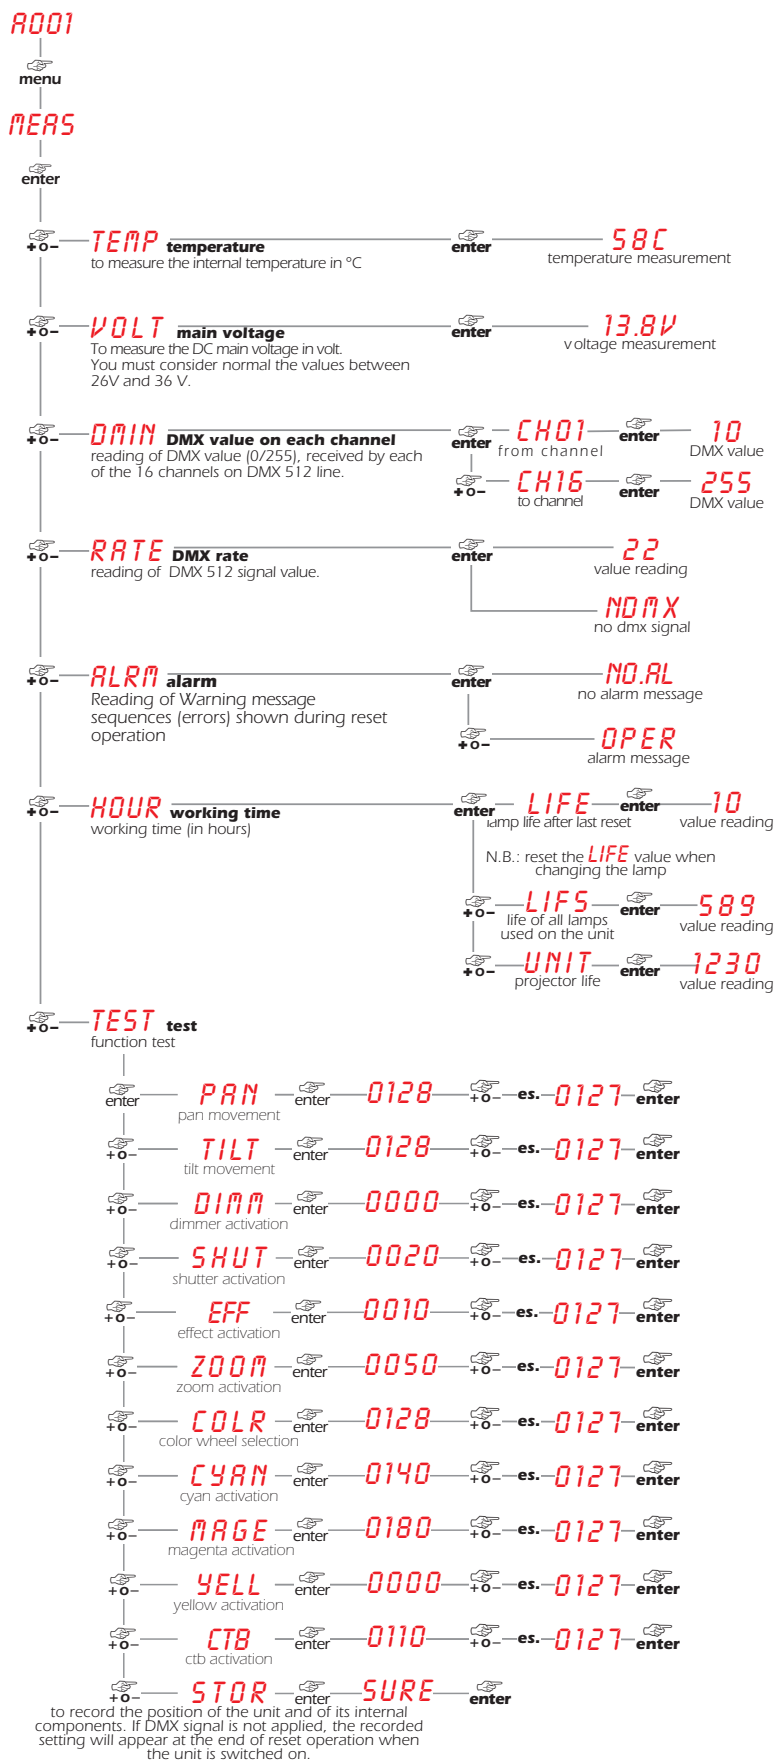 A001
menu
MEAS
enter
+ o – TEMP temperature enter 58C
to measure the internal temperature in °C
temperature measurement
+ o – VOLT main voltage enter 13.8V
To measure the DC main voltage in volt.
You must consider normal the values between
26V and 36 V.
voltage measurement
+ o – DMIN DMX value on each channel enter CH01 enter 10
reading of DMX value (0/255), received by each
of the 16 channels on DMX 512 line.
from channel DMX value
+ o – CH16 enter 255
to channel DMX value
+ o – RATE DMX rate enter 22
reading of DMX 512 signal value.
value reading
NDMX
no dmx signal
+ o – ALRM alarm enter NO.AL
Reading of Warning message
sequences (errors) shown during reset
operation
no alarm message
+ o – OPER
alarm message
+ o – HOUR working time enter LIFE enter 10
working time (in hours)
lamp life after last reset value reading
N.B.: reset the LIFE value when
changing the lamp
+ o – LIFS enter 589
life of all lamps
used on the unit
value reading
+ o – UNIT enter 1230
projector life value reading
+ o – TEST test
function test
enter PAN enter 0128 + o – es. 0127 enter
pan movement
+ o – TILT enter 0128 + o – es. 0127 enter
tilt movement
+ o – DIMM enter 0000 + o – es. 0127 enter
dimmer activation
+ o – SHUT enter 0020 + o – es. 0127 enter
shutter activation
+ o – EFF enter 0010 + o – es. 0127 enter
effect activation
+ o – ZOOM enter 0050 + o – es. 0127 enter
zoom activation
+ o – COLR enter 0128 + o – es. 0127 enter
color wheel selection
+ o – CYAN enter 0140 + o – es. 0127 enter
cyan activation
+ o – MAGE enter 0180 + o – es. 0127 enter
magenta activation
+ o – YELL enter 0000 + o – es. 0127 enter
yellow activation
+ o – CTB enter 0110 + o – es. 0127 enter
ctb activation
+ o – STOR enter SURE enter
to record the position of the unit and of its internal
components. If DMX signal is not applied, the recorded
setting will appear at the end of reset operation when
the unit is switched on.